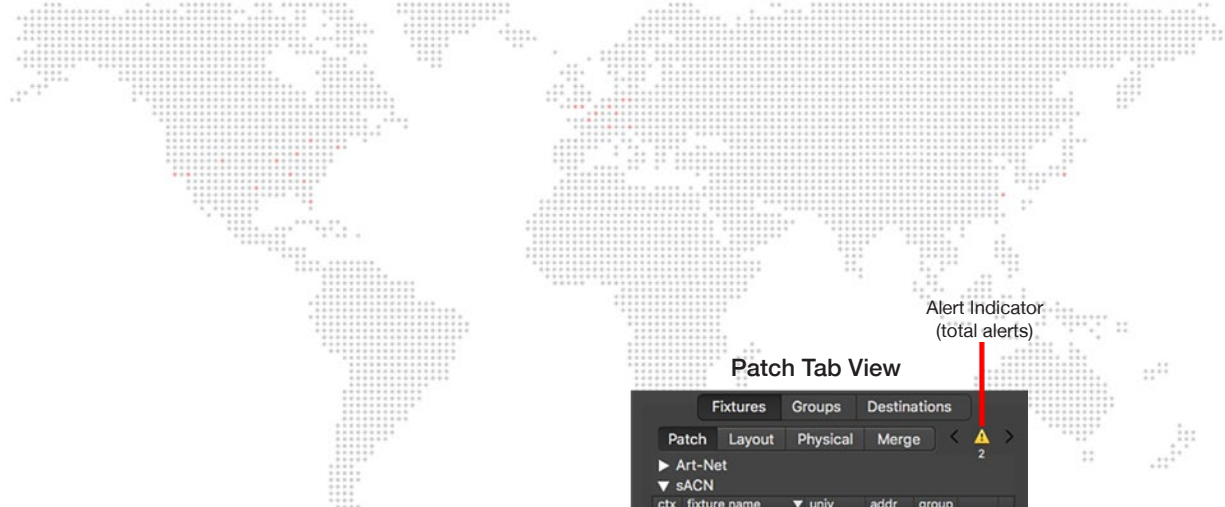 Alert Indicator
(total alerts)
Patch Tab View
Fixtures Groups Destinations
Patch Layout Physical Merge < >
2
▶ Art-Net
▼ sACN
ctx fixture name ▼ univ addr group